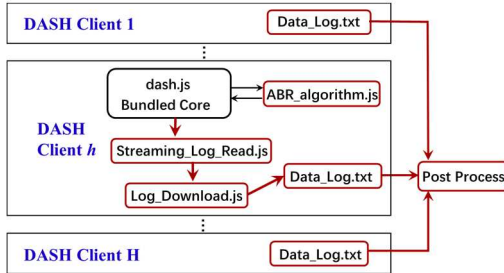 DASH Client 1
Data_Log.txt
...
dash.js
Bundled Core
ABR_algorithm.js
DASH
Client h
Streaming_Log_Read.js
Log_Download.js
Data_Log.txt
Post Process
...
DASH Client H
Data_Log.txt